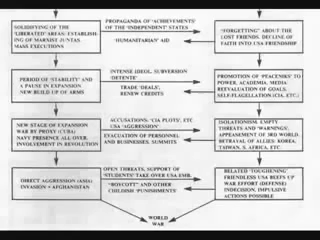 SOLIDIFYING OF THE
'LIBERATED' AREAS: ESTABLISH-
ING OF MARXIST JUNTAS
MASS EXECUTIONS
PROPAGANDA OF 'ACHIEVEMENTS'
OF THE 'INDEPENDENT' STATES
'HUMANITARIAN' AID
"FORGETTING" ABOUT THE
LOST FRIENDS. DECLINE OF
FAITH INTO USA FRIENDSHIP
PERIOD OF 'STABILITY' AND
A PAUSE IN EXPANSION
NEW BUILD UP OF ARMS
INTENSE IDEOL. SUBVERSION
'DETENTE'
TRADE 'DEALS',
RENEW CREDITS
PROMOTION OF 'PEACENIKS' TO
POWER, ACADEMIA, MEDIA
REEVALUATION OF GOALS.
SELF-FLAGELLATION (CIA, ETC.)
NEW STAGE OF EXPANSION
WAR BY PROXY (CUBA)
NAVY PRESENCE ALL OVER.
INVOLVEMENT IN REVOLUTION
ACCUSATIONS: 'CIA PLOTS', ETC
USA 'AGGRESSION'
EVACUATION OF PERSONNEL
AND BUSINESSES. SUMMITS
ISOLATIONISM. EMPTY
THREATS AND 'WARNINGS',
APPEASEMENT OF 3RD WORLD.
BETRAYAL OF ALLIES: KOREA,
TAIWAN, S. AFRICA, ETC.
DIRECT AGGRESSION (ASIA)
INVASION - AFGHANISTAN
OPEN THREATS, SUPPORT OF
'STUDENTS' TAKE OVER USA EMB.
"BOYCOTT" AND OTHER
CHILDISH 'PUNISHMENTS'
BELATED 'TOUGHENING'
FRIENDLESS USA BEEFS UP
WAR EFFORT (DEFENSE)
INDECISION, IMPULSIVE
ACTIONS POSSIBLE
WORLD
WAR